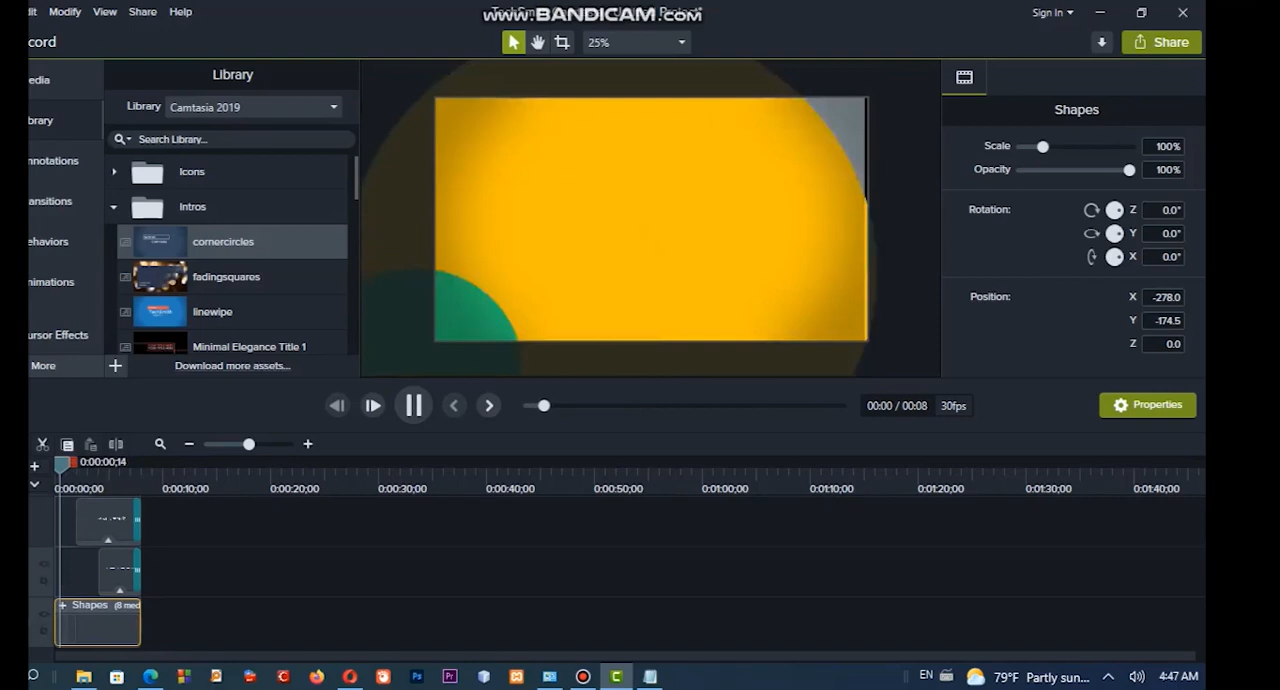 dit Modify View Share Help
www.BANDICAM.com
Sign In
cord
25%
Share
edia
Library
Library Camtasia 2019
Search Library...
brary
Icons
nnotations
Intros
ansitions
cornercircles
ehaviors
fadingsquares
nimations
linewipe
ursor Effects
Minimal Elegance Title 1
More
Download more assets...
Shapes
Scale 100%
Opacity 100%
Rotation: Z 0.0°
Y 0.0°
X 0.0°
Position: X -278.0
Y -174.5
Z 0.0
00:00 / 00:08 30fps
Properties
0:00:00;14
0:00:00;00 0:00:10;00 0:00:20;00 0:00:30;00 0:00:40;00 0:00:50;00 0:01:00;00 0:01:10;00 0:01:20;00 0:01:30;00 0:01:40;00
+ Shapes (8 med
EN 79°F Partly sun... 4:47 AM